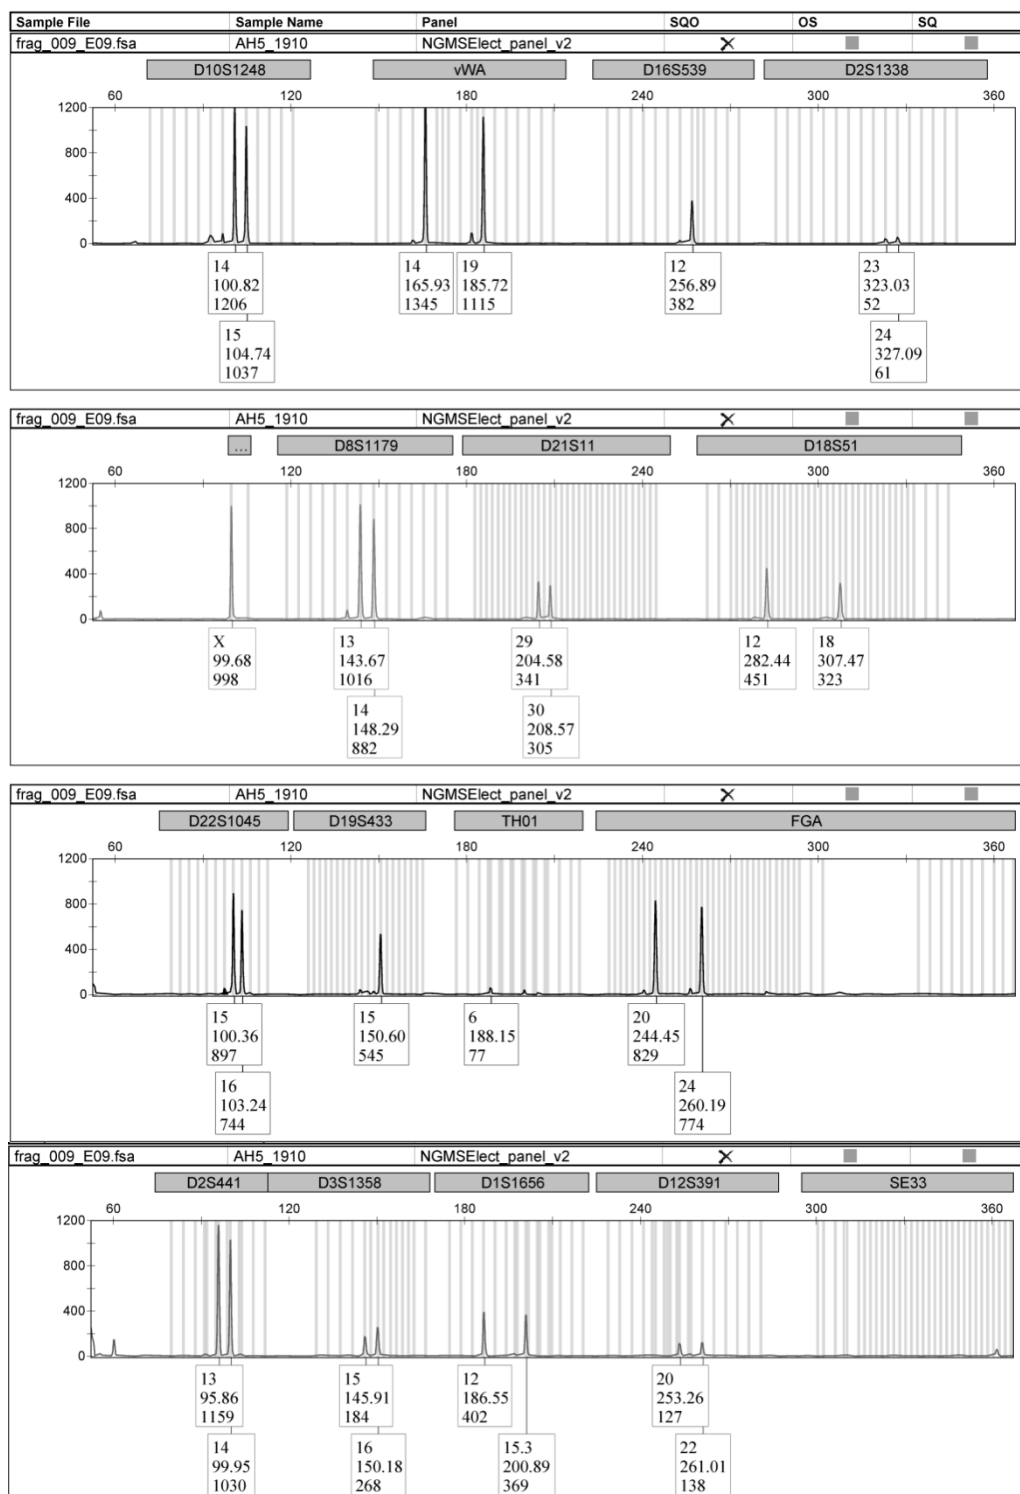 Sample File Sample Name Panel SQO OS SQ
frag_009_E09.fsa AH5_1910 NGMSElect_panel_v2
D10S1248 vWA D16S539 D2S1338
60 120 180 240 300 360
1200
800
400
0
14 14 19 12 23
100.82 165.93 185.72 256.89 323.03
1206 1345 1115 382 52
15 24
104.74 327.09
1037 61
frag_009_E09.fsa AH5_1910 NGMSElect_panel_v2
... D8S1179 D21S11 D18S51
60 120 180 240 300 360
1200
800
400
0
X 13 29 12 18
99.68 143.67 204.58 282.44 307.47
998 1016 341 451 323
14 30
148.29 208.57
882 305
frag_009_E09.fsa AH5_1910 NGMSElect_panel_v2
D22S1045 D19S433 TH01 FGA
60 120 180 240 300 360
1200
800
400
0
15 15 6 20
100.36 150.60 188.15 244.45
897 545 77 829
16 24
103.24 260.19
744 774
frag_009_E09.fsa AH5_1910 NGMSElect_panel_v2
D2S441 D3S1358 D1S1656 D12S391 SE33
60 120 180 240 300 360
1200
800
400
0
13 15 12 20
95.86 145.91 186.55 253.26
1159 184 402 127
14 16 15.3 22
99.95 150.18 200.89 261.01
1030 268 369 138